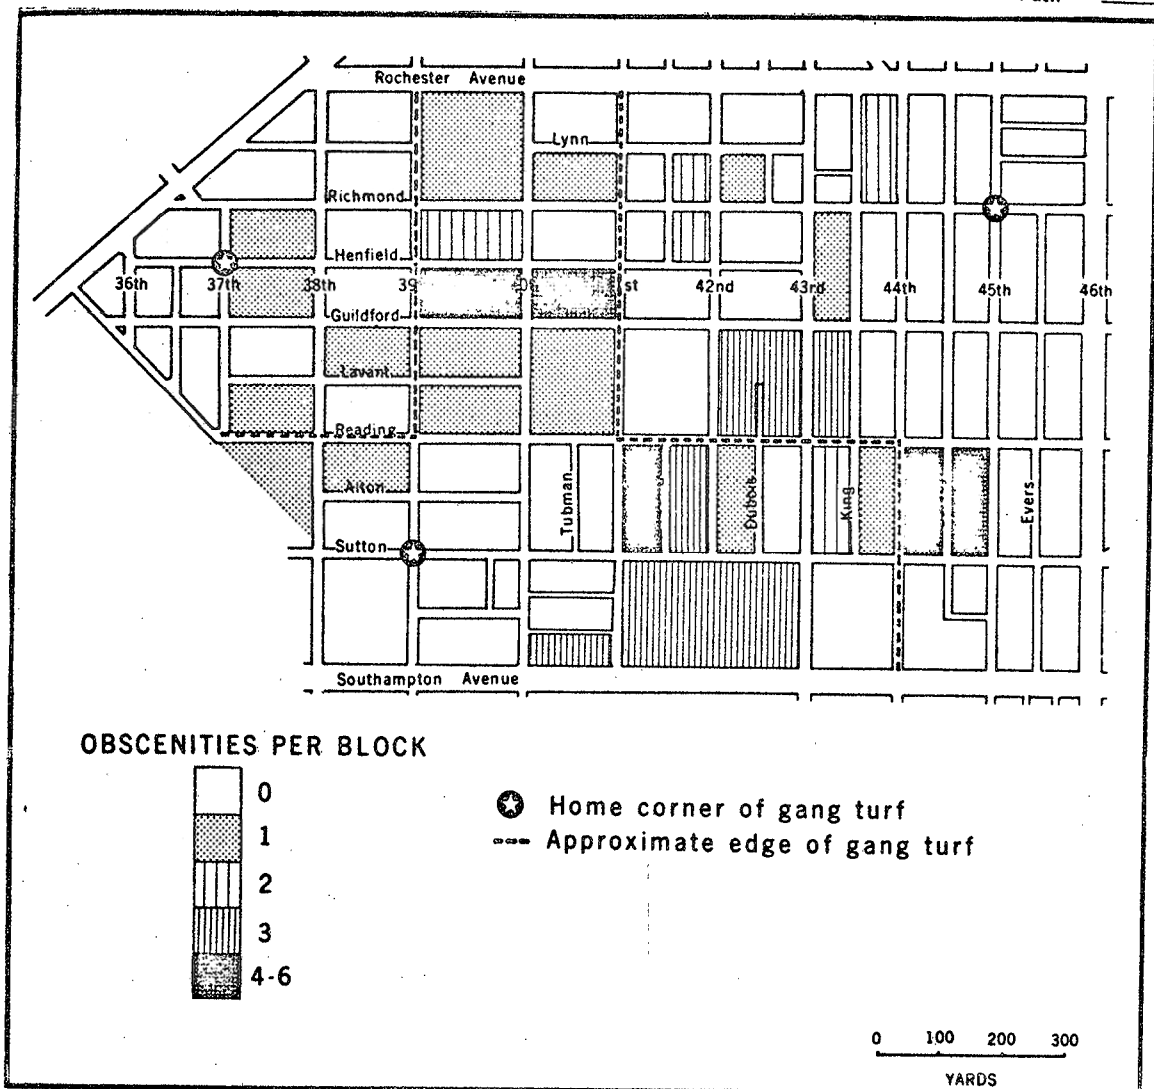 Rochester Avenue
Lynn
Richmond
Henfield
36th 37th 38th 39 st 42nd 43rd 44th 45th 46th
Guildford
Lavant
Reading
Alton
Tubman
Dubois
King
Evers
Sutton
Southampton Avenue
OBSCENITIES PER BLOCK
0
1
2
3
4-6
Home corner of gang turf
Approximate edge of gang turf
0 100 200 300
YARDS